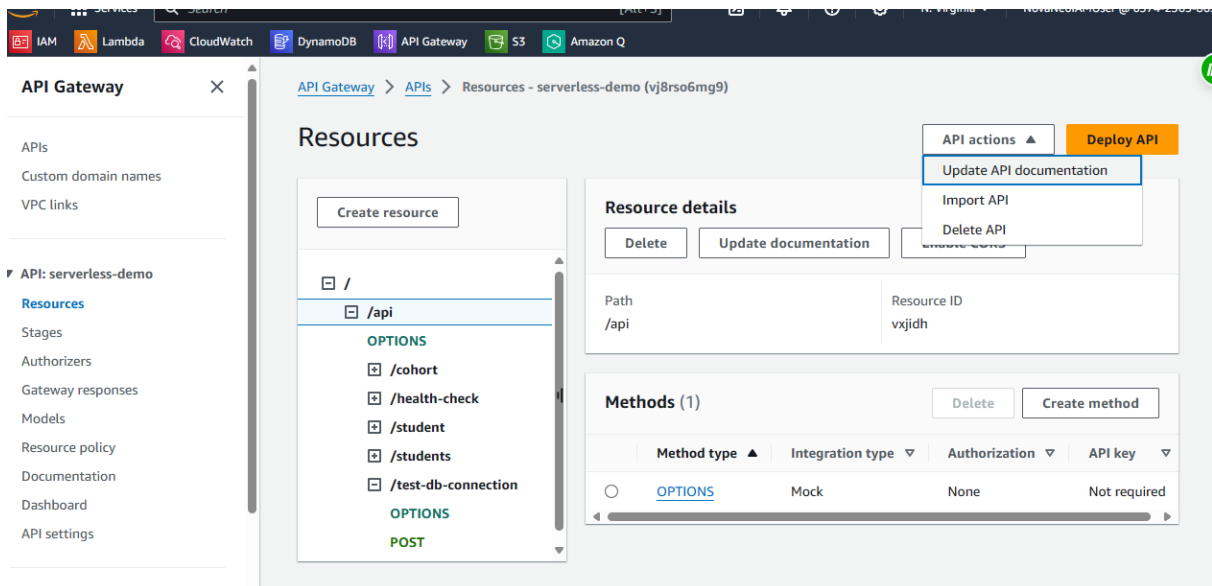 Services
Search
[Alt+S]
N. Virginia
IAM
Lambda
CloudWatch
DynamoDB
API Gateway
S3
Amazon Q
API Gateway
APIs
Custom domain names
VPC links
API: serverless-demo
Resources
Stages
Authorizers
Gateway responses
Models
Resource policy
Documentation
Dashboard
API settings
API Gateway > APIs > Resources - serverless-demo (vj8rso6mg9)
Resources
API actions
Deploy API
Update API documentation
Import API
Delete API
Create resource
/
/api
OPTIONS
/cohort
/health-check
/student
/students
/test-db-connection
OPTIONS
POST
Resource details
Delete
Update documentation
Enable CORS
Path
/api
Resource ID
vxjidh
Methods (1)
Delete
Create method
Method type
Integration type
Authorization
API key
OPTIONS
Mock
None
Not required